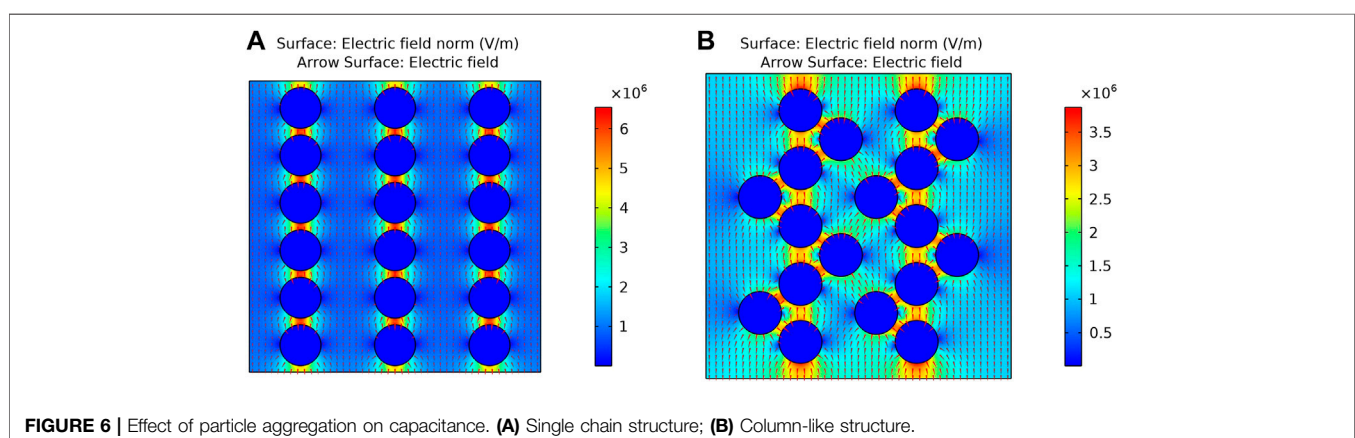 A
Surface: Electric field norm (V/m)
Arrow Surface: Electric field
×10⁶
6
5
4
3
2
1
B
Surface: Electric field norm (V/m)
Arrow Surface: Electric field
×10⁶
3.5
3
2.5
2
1.5
1
0.5
FIGURE 6 | Effect of particle aggregation on capacitance. (A) Single chain structure; (B) Column-like structure.